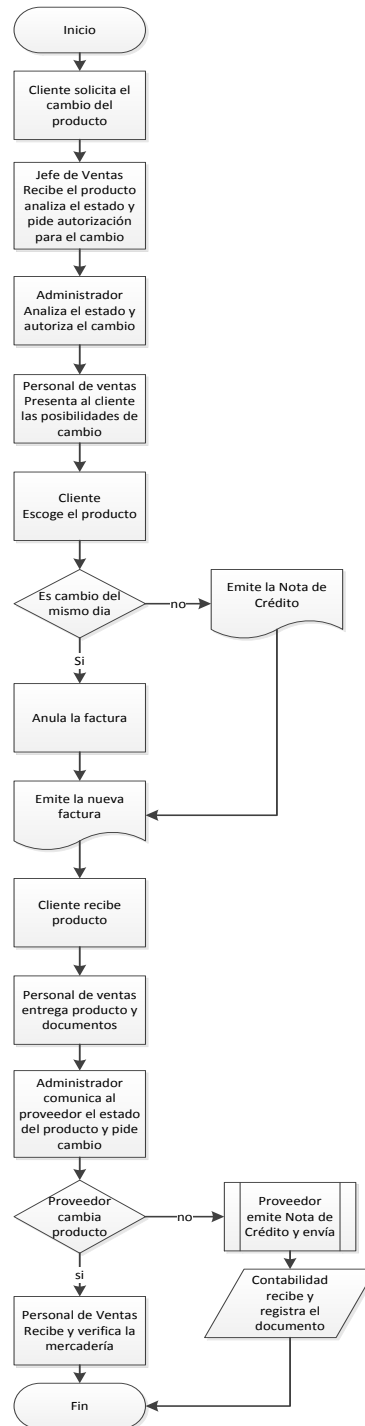 Inicio
Cliente solicita el
cambio del
producto
Jefe de Ventas
Recibe el producto
analiza el estado y
pide autorización
para el cambio
Administrador
Analiza el estado y
autoriza el cambio
Personal de ventas
Presenta al cliente
las posibilidades de
cambio
Cliente
Escoge el producto
Es cambio del
mismo dia
no
Emite la Nota de
Crédito
Si
Anula la factura
Emite la nueva
factura
Cliente recibe
producto
Personal de ventas
entrega producto y
documentos
Administrador
comunica al
proveedor el estado
del producto y pide
cambio
Proveedor
cambia
producto
no
Proveedor
emite Nota de
Crédito y envía
si
Contabilidad
recibe y
registra el
documento
Personal de Ventas
Recibe y verifica la
mercadería
Fin